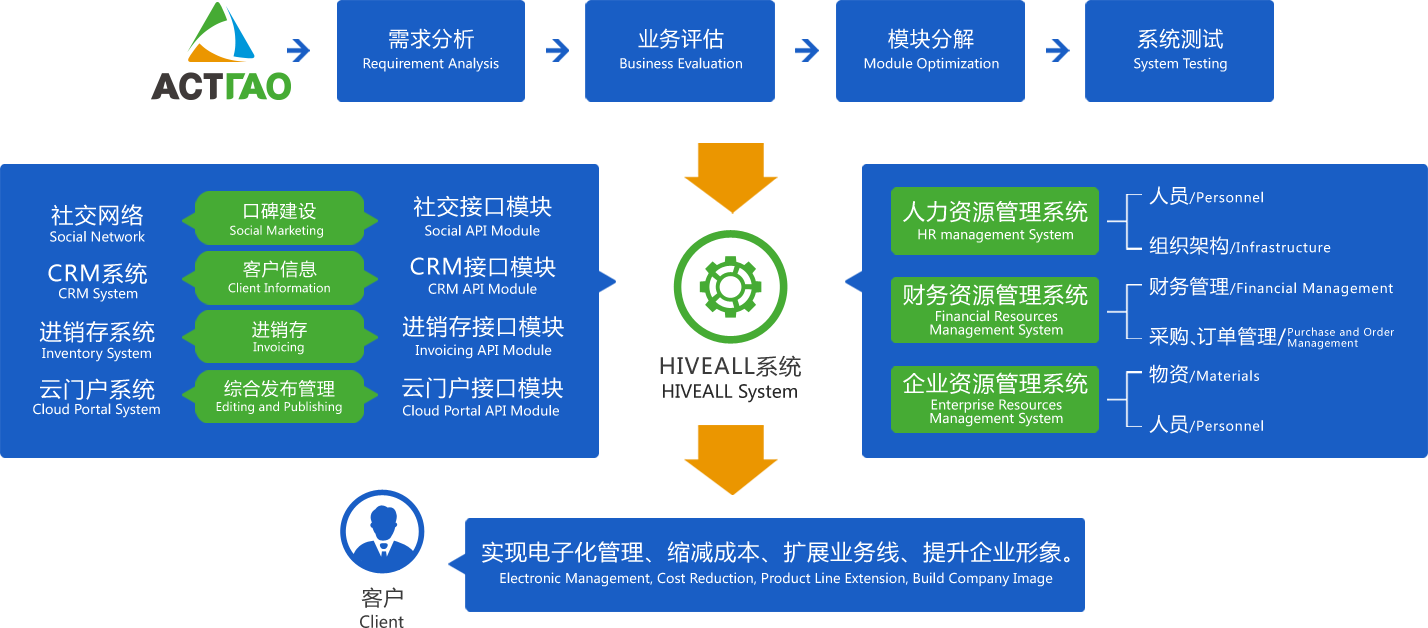 ACTTAO
需求分析
Requirement Analysis
业务评估
Business Evaluation
模块分解
Module Optimization
系统测试
System Testing
社交网络
Social Network
口碑建设
Social Marketing
社交接口模块
Social API Module
CRM系统
CRM System
客户信息
Client Information
CRM接口模块
CRM API Module
进销存系统
Inventory System
进销存
Invoicing
进销存接口模块
Invoicing API Module
云门户系统
Cloud Portal System
综合发布管理
Editing and Publishing
云门户接口模块
Cloud Portal API Module
HIVEALL系统
HIVEALL System
人力资源管理系统
HR management System
人员/Personnel
组织架构/Infrastructure
财务资源管理系统
Financial Resources
Management System
财务管理/Financial Management
采购、订单管理/Purchase and Order
Management
企业资源管理系统
Enterprise Resources
Management System
物资/Materials
人员/Personnel
客户
Client
实现电子化管理、缩减成本、扩展业务线、提升企业形象。
Electronic Management, Cost Reduction, Product Line Extension, Build Company Image